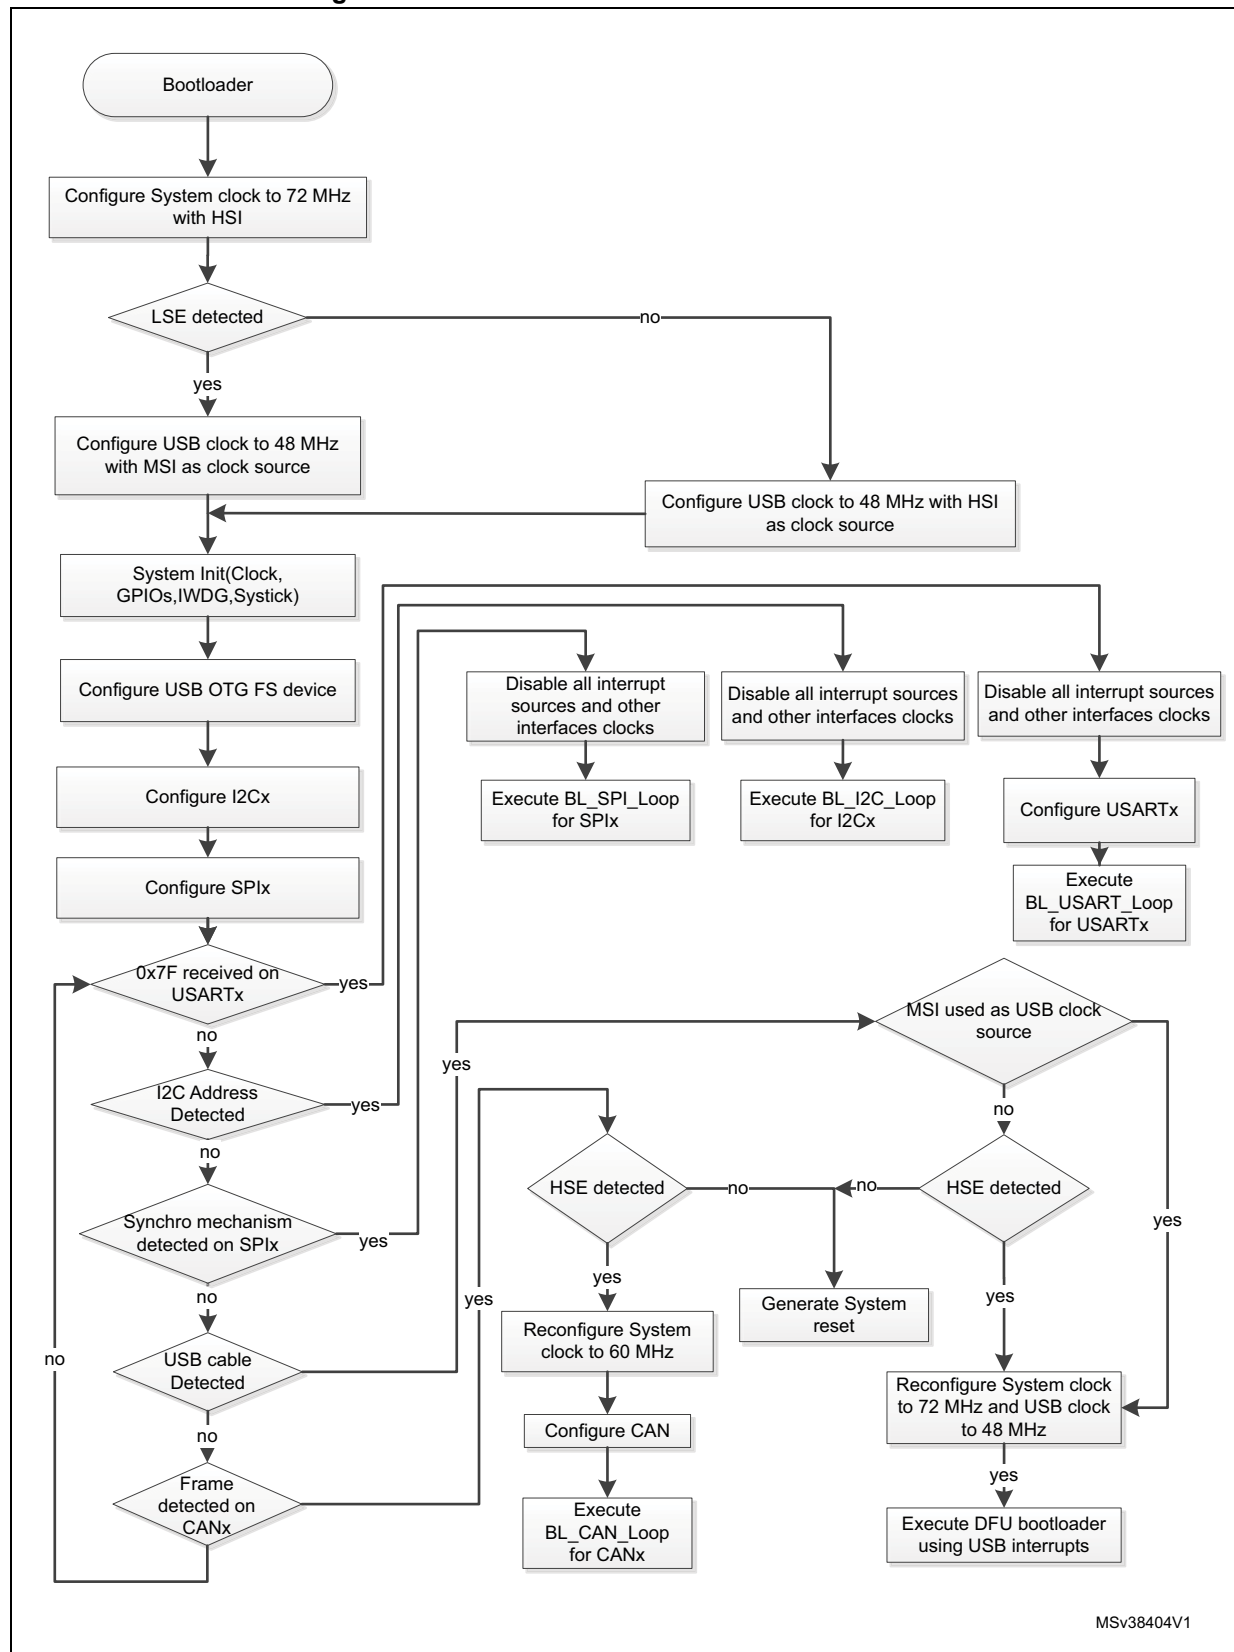 Bootloader
Configure System clock to 72 MHz
with HSI
LSE detected
no
yes
Configure USB clock to 48 MHz
with MSI as clock source
Configure USB clock to 48 MHz with HSI
as clock source
System Init(Clock,
GPIOs,IWDG,Systick)
Configure USB OTG FS device
Disable all interrupt
sources and other
interfaces clocks
Disable all interrupt sources
and other interfaces clocks
Disable all interrupt sources
and other interfaces clocks
Configure I2Cx
Execute BL_SPI_Loop
for SPIx
Execute BL_I2C_Loop
for I2Cx
Configure USARTx
Configure SPIx
Execute
BL_USART_Loop
for USARTx
0x7F received on
USARTx
yes
no
MSI used as USB clock
source
yes
no
yes
I2C Address
Detected
yes
no
HSE detected
no
no
HSE detected
Synchro mechanism
detected on SPIx
yes
no
yes
yes
yes
Generate System
reset
Reconfigure System
clock to 60 MHz
no
USB cable
Detected
no
Reconfigure System clock
to 72 MHz and USB clock
to 48 MHz
Configure CAN
yes
Frame
detected on
CANx
Execute
BL_CAN_Loop
for CANx
Execute DFU bootloader
using USB interrupts
MSv38404V1